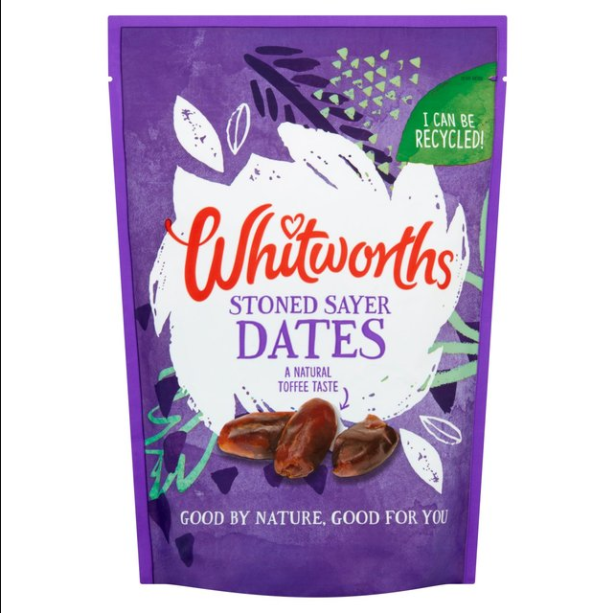 I CAN BE
RECYCLED!
Whitworths
STONED SAYER
DATES
A NATURAL
TOFFEE TASTE
GOOD BY NATURE, GOOD FOR YOU